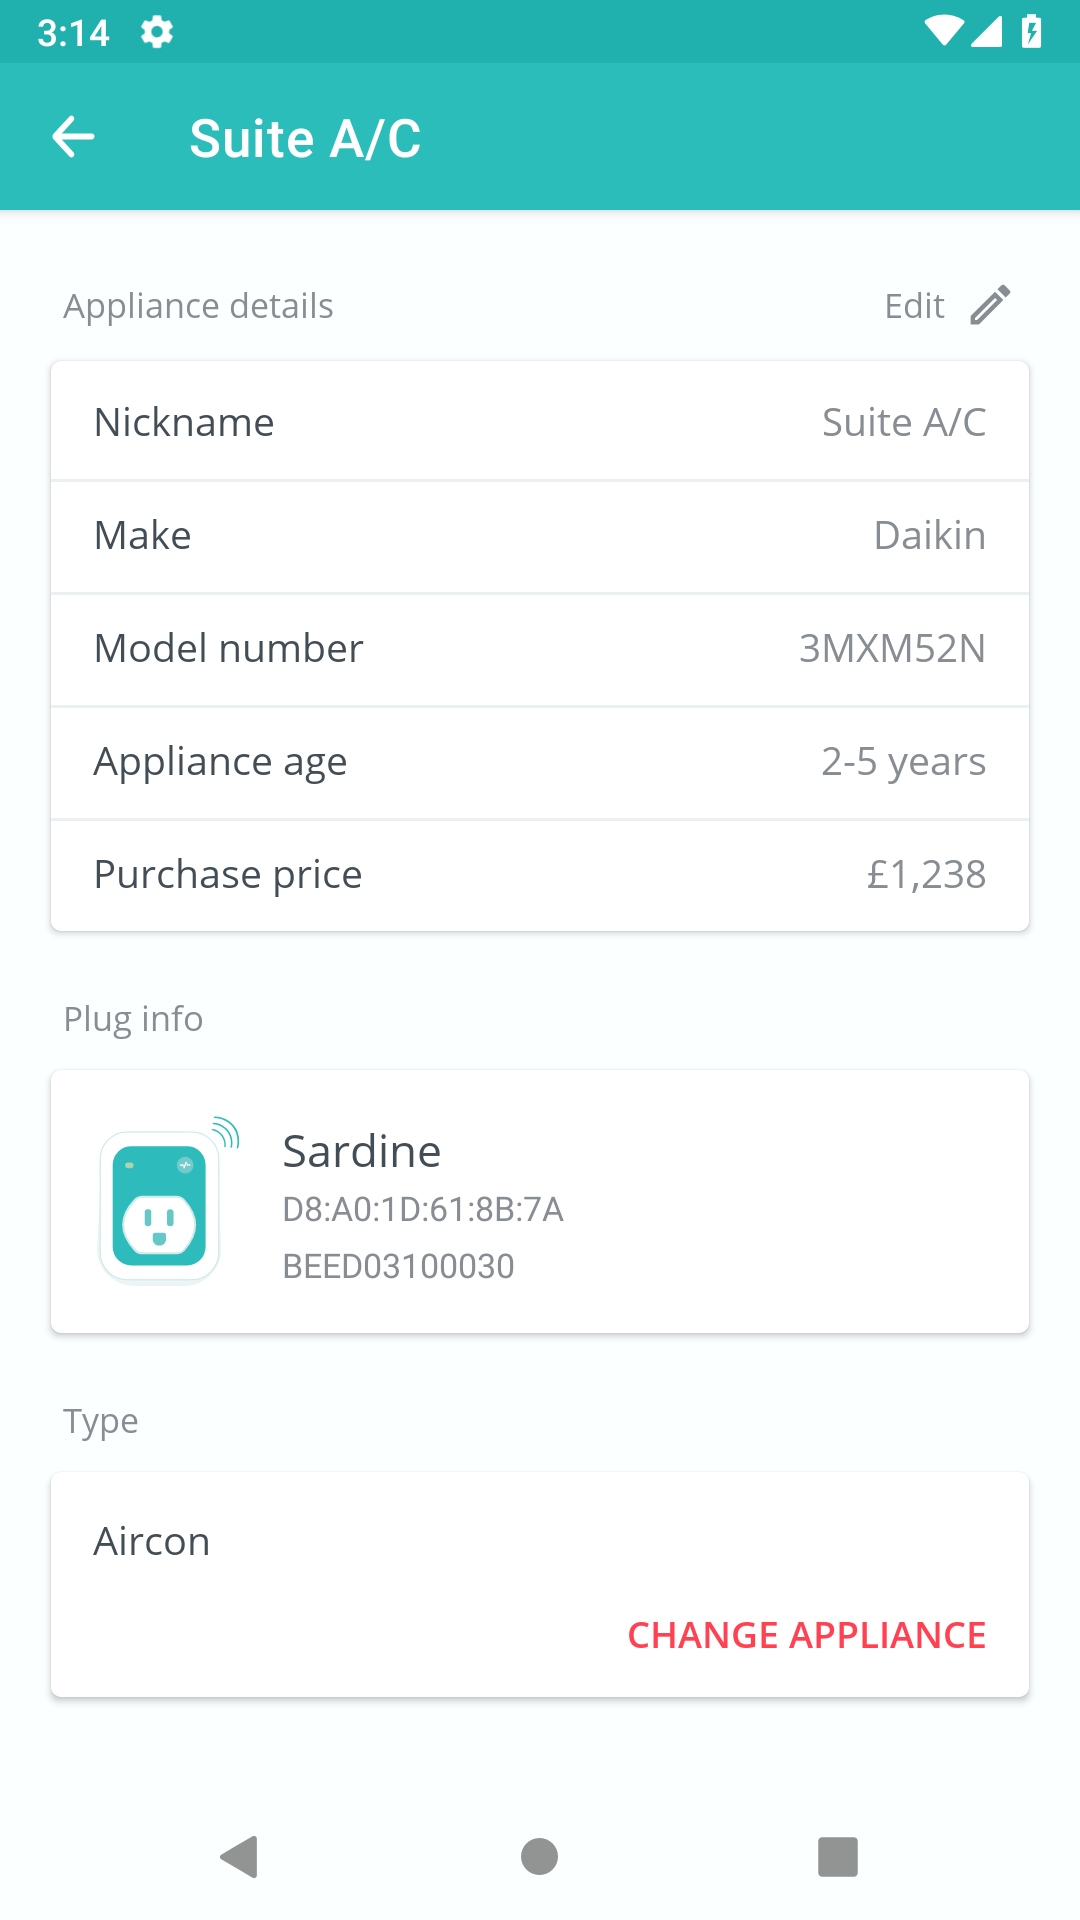 3:14
Suite A/C
Appliance details
Edit
Nickname
Suite A/C
Make
Daikin
Model number
3MXM52N
Appliance age
2-5 years
Purchase price
£1,238
Plug info
Sardine
D8:A0:1D:61:8B:7A
BEED03100030
Type
Aircon
CHANGE APPLIANCE